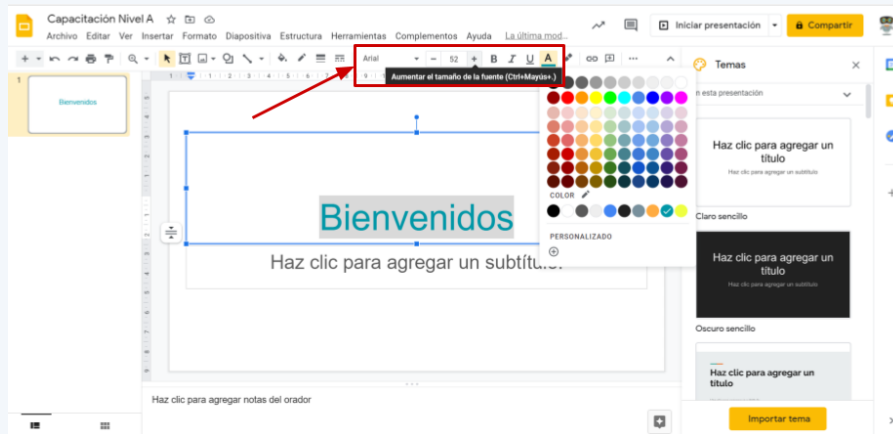 Capacitación Nivel A
Archivo Editar Ver Insertar Formato Diapositiva Estructura Herramientas Complementos Ayuda La última mod...
Iniciar presentación
Compartir
Arial
52
B I U A
Aumentar el tamaño de la fuente (Ctrl+Mayús+.)
Temas
n esta presentación
1
Bienvenidos
Haz clic para agregar un título
Haz clic para agregar un subtítulo
Claro sencillo
COLOR
PERSONALIZADO
Bienvenidos
Haz clic para agregar un subtítulo.
Haz clic para agregar un título
Haz clic para agregar un subtítulo
Oscuro sencillo
Haz clic para agregar un título
Haz clic para agregar notas del orador
Importar tema